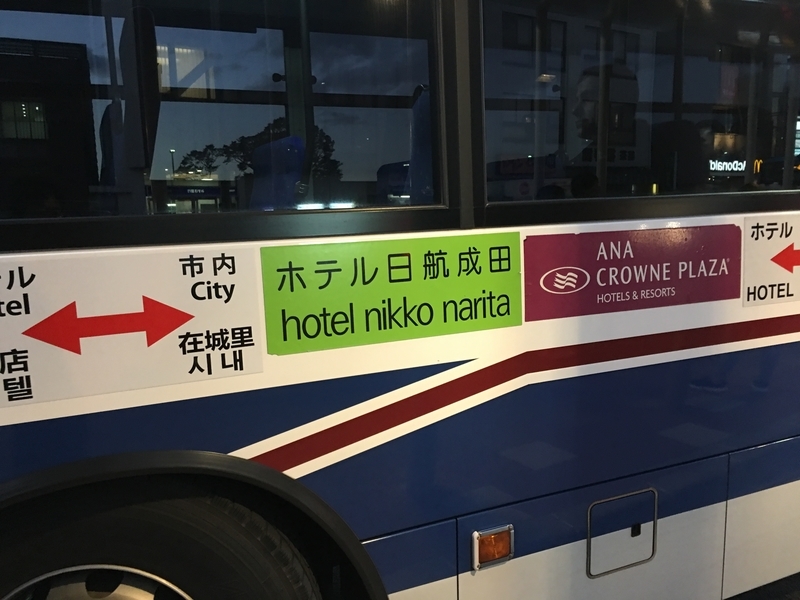 ル
tel
店
텔
市内
City
在城里
시내
ホテル日航成田
hotel nikko narita
ANA
CROWNE PLAZA
HOTELS & RESORTS
ホテル
HOTEL
McDonald